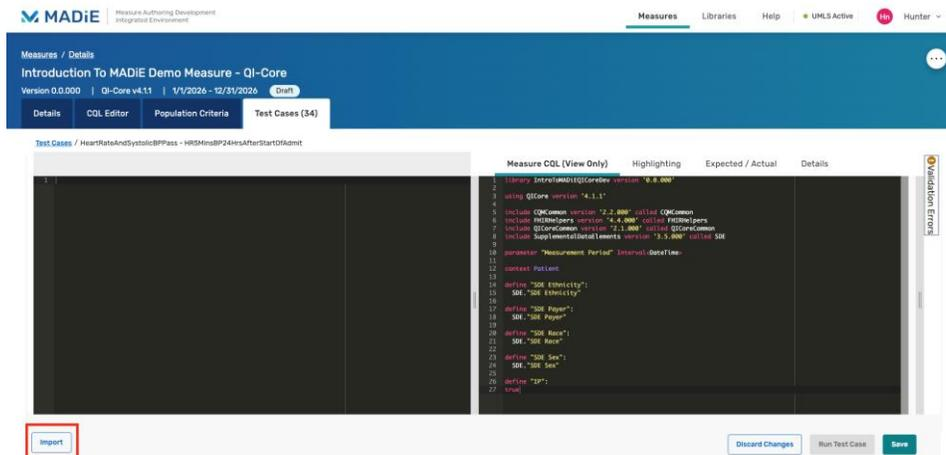 MADiE
Measure Authoring Development
Integrated Environment
Measures
Libraries
Help
UMLS Active
Hn
Hunter
Measures / Details
Introduction To MADiE Demo Measure - QI-Core
Version 0.0.000 | QI-Core v4.1.1 | 1/1/2026 - 12/31/2026 Draft
Details
CQL Editor
Population Criteria
Test Cases (34)
Test Cases / HeartRateAndSystolicBPPass - HR5MinsBP24HrsAfterStartOfAdmit
Measure CQL (View Only)
Highlighting
Expected / Actual
Details
Validation Errors
1
1 library IntroToMADiEQICoreDev version '0.0.000'
2
3 using QICore version '4.1.1'
4
5 include CQMCommon version '2.2.000' called CQMCommon
6 include FHIRHelpers version '4.4.000' called FHIRHelpers
7 include QICoreCommon version '2.1.000' called QICoreCommon
8 include SupplementalDataElements version '3.5.000' called SDE
9
10 parameter "Measurement Period" Interval<DateTime>
11
12 context Patient
13
14 define "SDE Ethnicity":
15 SDE."SDE Ethnicity"
16
17 define "SDE Payer":
18 SDE."SDE Payer"
19
20 define "SDE Race":
21 SDE."SDE Race"
22
23 define "SDE Sex":
24 SDE."SDE Sex"
25
26 define "IP":
27 true
Import
Discard Changes
Run Test Case
Save